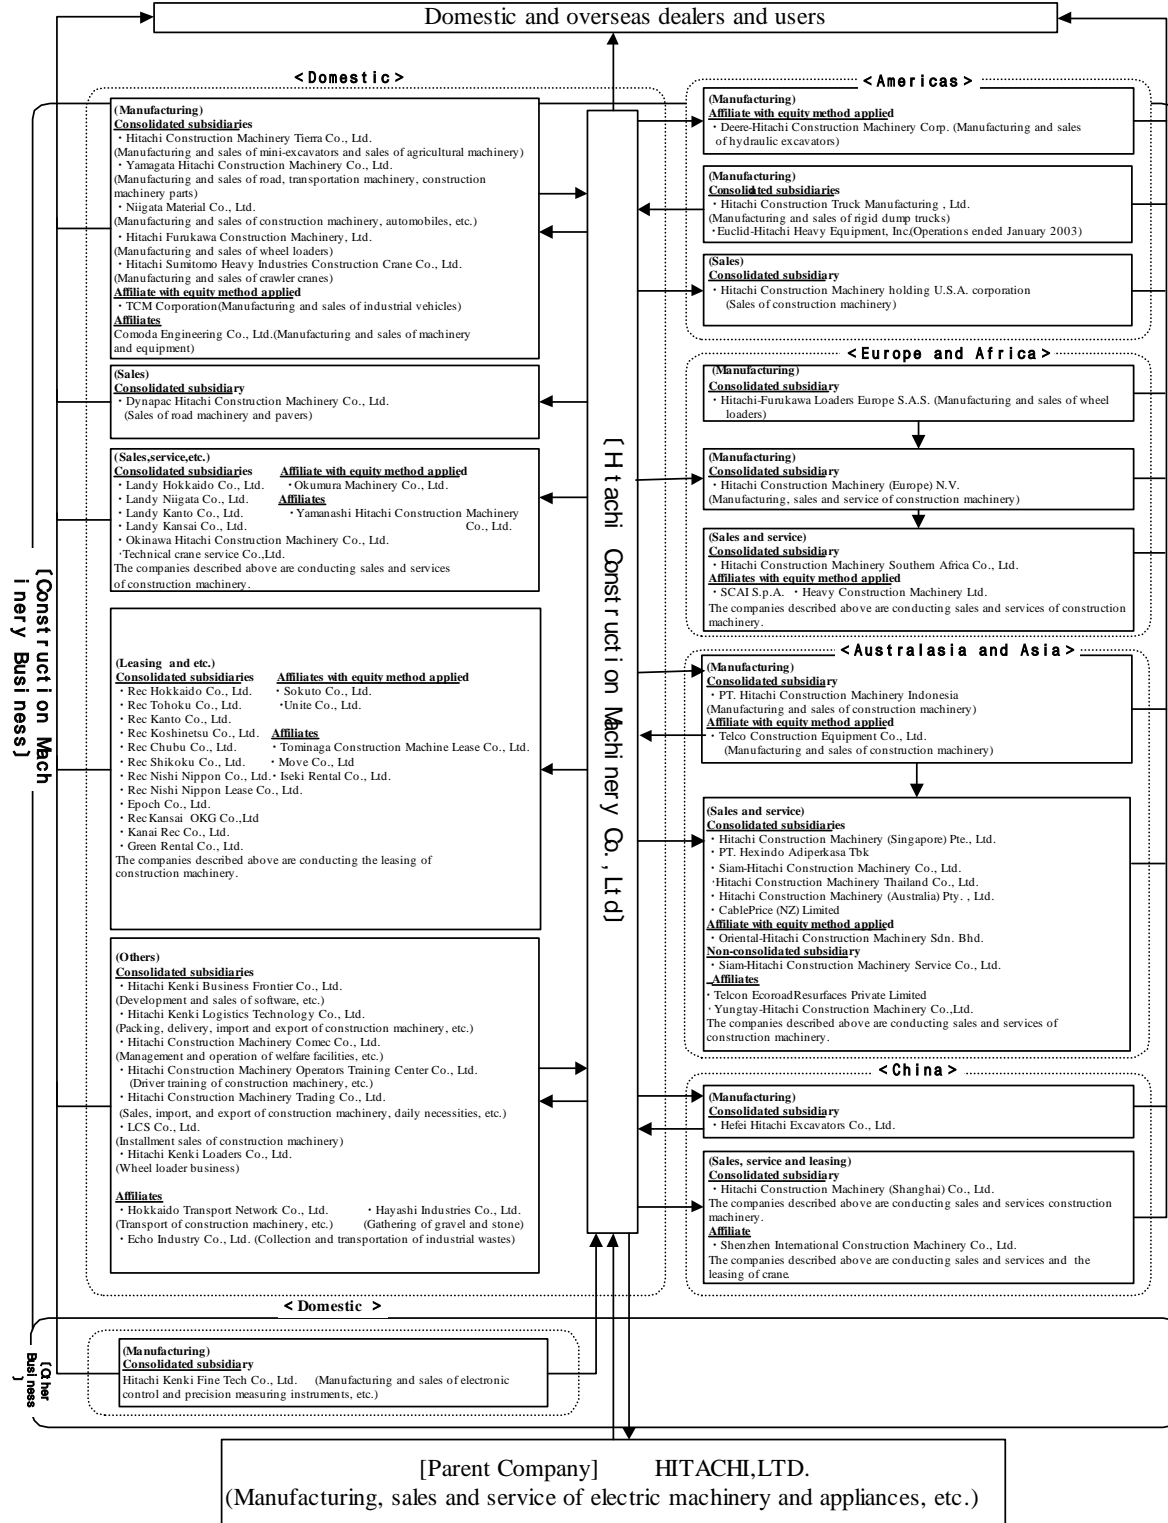 Domestic and overseas dealers and users
<Domestic>
(Manufacturing)
Consolidated subsidiaries
・Hitachi Construction Machinery Tierra Co., Ltd.
(Manufacturing and sales of mini-excavators and sales of agricultural machinery)
・Yamagata Hitachi Construction Machinery Co., Ltd.
(Manufacturing and sales of road, transportation machinery, construction
machinery parts)
・Niigata Material Co., Ltd.
(Manufacturing and sales of construction machinery, automobiles, etc.)
・Hitachi Furukawa Construction Machinery, Ltd.
(Manufacturing and sales of wheel loaders)
・Hitachi Sumitomo Heavy Industries Construction Crane Co., Ltd.
(Manufacturing and sales of crawler cranes)
Affiliate with equity method applied
・TCM Corporation(Manufacturing and sales of industrial vehicles)
Affiliates
Comoda Engineering Co., Ltd.(Manufacturing and sales of machinery
and equipment)
(Sales)
Consolidated subsidiary
・Dynapac Hitachi Construction Machinery Co., Ltd.
(Sales of road machinery and pavers)
(Sales,service,etc.)
Consolidated subsidiaries
・Landy Hokkaido Co., Ltd.
・Landy Niigata Co., Ltd.
・Landy Kanto Co., Ltd.
・Landy Kansai Co., Ltd.
・Okinawa Hitachi Construction Machinery Co., Ltd.
・Technical crane service Co.,Ltd.
Affiliate with equity method applied
・Okumura Machinery Co., Ltd.
Affiliates
・Yamanashi Hitachi Construction Machinery
Co., Ltd.
The companies described above are conducting sales and services
of construction machinery.
(Leasing and etc.)
Consolidated subsidiaries
・Rec Hokkaido Co., Ltd.
・Rec Tohoku Co., Ltd.
・Rec Kanto Co., Ltd.
・Rec Koshinetsu Co., Ltd.
・Rec Chubu Co., Ltd.
・Rec Shikoku Co., Ltd.
・Rec Nishi Nippon Co., Ltd.
・Rec Nishi Nippon Lease Co., Ltd.
・Epoch Co., Ltd.
・RecKansai OKG Co.,Ltd
・Kanai Rec Co., Ltd.
・Green Rental Co., Ltd.
Affiliates with equity method applied
・Sokuto Co., Ltd.
・Unite Co., Ltd.
Affiliates
・Tominaga Construction Machine Lease Co., Ltd.
・Move Co., Ltd
・Iseki Rental Co., Ltd.
The companies described above are conducting the leasing of
construction machinery.
(Others)
Consolidated subsidiaries
・Hitachi Kenki Business Frontier Co., Ltd.
(Development and sales of software, etc.)
・Hitachi Kenki Logistics Technology Co., Ltd.
(Packing, delivery, import and export of construction machinery, etc.)
・Hitachi Construction Machinery Comec Co., Ltd.
(Management and operation of welfare facilities, etc.)
・Hitachi Construction Machinery Operators Training Center Co., Ltd.
(Driver training of construction machinery, etc.)
・Hitachi Construction Machinery Trading Co., Ltd.
(Sales, import, and export of construction machinery, daily necessities, etc.)
・LCS Co., Ltd.
(Installment sales of construction machinery)
・Hitachi Kenki Loaders Co., Ltd.
(Wheel loader business)
Affiliates
・Hokkaido Transport Network Co., Ltd. ・Hayashi Industries Co., Ltd.
(Transport of construction machinery, etc.) (Gathering of gravel and stone)
・Echo Industry Co., Ltd. (Collection and transportation of industrial wastes)
[Construction Mach
inery Business]
[Hitachi Construction Machinery Co., Ltd]
<Americas>
(Manufacturing)
Affiliate with equity method applied
・Deere-Hitachi Construction Machinery Corp. (Manufacturing and sales
of hydraulic excavators)
(Manufacturing)
Consolidated subsidiaries
・Hitachi Construction Truck Manufacturing , Ltd.
(Manufacturing and sales of rigid dump trucks)
・Euclid-Hitachi Heavy Equipment, Inc.(Operations ended January 2003)
(Sales)
Consolidated subsidiary
・Hitachi Construction Machinery holding U.S.A. corporation
(Sales of construction machinery)
<Europe and Africa>
(Manufacturing)
Consolidated subsidiary
・Hitachi-Furukawa Loaders Europe S.A.S. (Manufacturing and sales of wheel
loaders)
(Manufacturing)
Consolidated subsidiary
・Hitachi Construction Machinery (Europe) N.V.
(Manufacturing, sales and service of construction machinery)
(Sales and service)
Consolidated subsidiary
・Hitachi Construction Machinery Southern Africa Co., Ltd.
Affiliates with equity method applied
・SCAI S.p.A. ・Heavy Construction Machinery Ltd.
The companies described above are conducting sales and services of construction
machinery.
<Australasia and Asia>
(Manufacturing)
Consolidated subsidiary
・PT. Hitachi Construction Machinery Indonesia
(Manufacturing and sales of construction machinery)
Affiliate with equity method applied
・Telco Construction Equipment Co., Ltd.
(Manufacturing and sales of construction machinery)
(Sales and service)
Consolidated subsidiaries
・Hitachi Construction Machinery (Singapore) Pte., Ltd.
・PT. Hexindo Adiperkasa Tbk
・Siam-Hitachi Construction Machinery Co., Ltd.
・Hitachi Construction Machinery Thailand Co., Ltd.
・Hitachi Construction Machinery (Australia) Pty. , Ltd
・CablePrice (NZ) Limited
Affiliate with equity method applied
・Oriental-Hitachi Construction Machinery Sdn. Bhd.
Non-consolidated subsidiary
・Siam-Hitachi Construction Machinery Service Co., Ltd.
Affiliates
・Telcon EcoroadResurfaces Private Limited
・Yungtay-Hitachi Construction Machinery Co.,Ltd.
The companies described above are conducting sales and services of
construction machinery.
<China>
(Manufacturing)
Consolidated subsidiary
・Hefei Hitachi Excavators Co., Ltd.
(Sales, service and leasing)
Consolidated subsidiary
・Hitachi Construction Machinery (Shanghai) Co., Ltd.
The companies described above are conducting sales and services construction
machinery.
Affiliate
・Shenzhen International Construction Machinery Co., Ltd.
The companies described above are conducting sales and services and the
leasing of crane.
<Domestic >
[Other
Business]
(Manufacturing)
Consolidated subsidiary
Hitachi Kenki Fine Tech Co., Ltd. (Manufacturing and sales of electronic
control and precision measuring instruments, etc.)
[Parent Company] HITACHI,LTD.
(Manufacturing, sales and service of electric machinery and appliances, etc.)